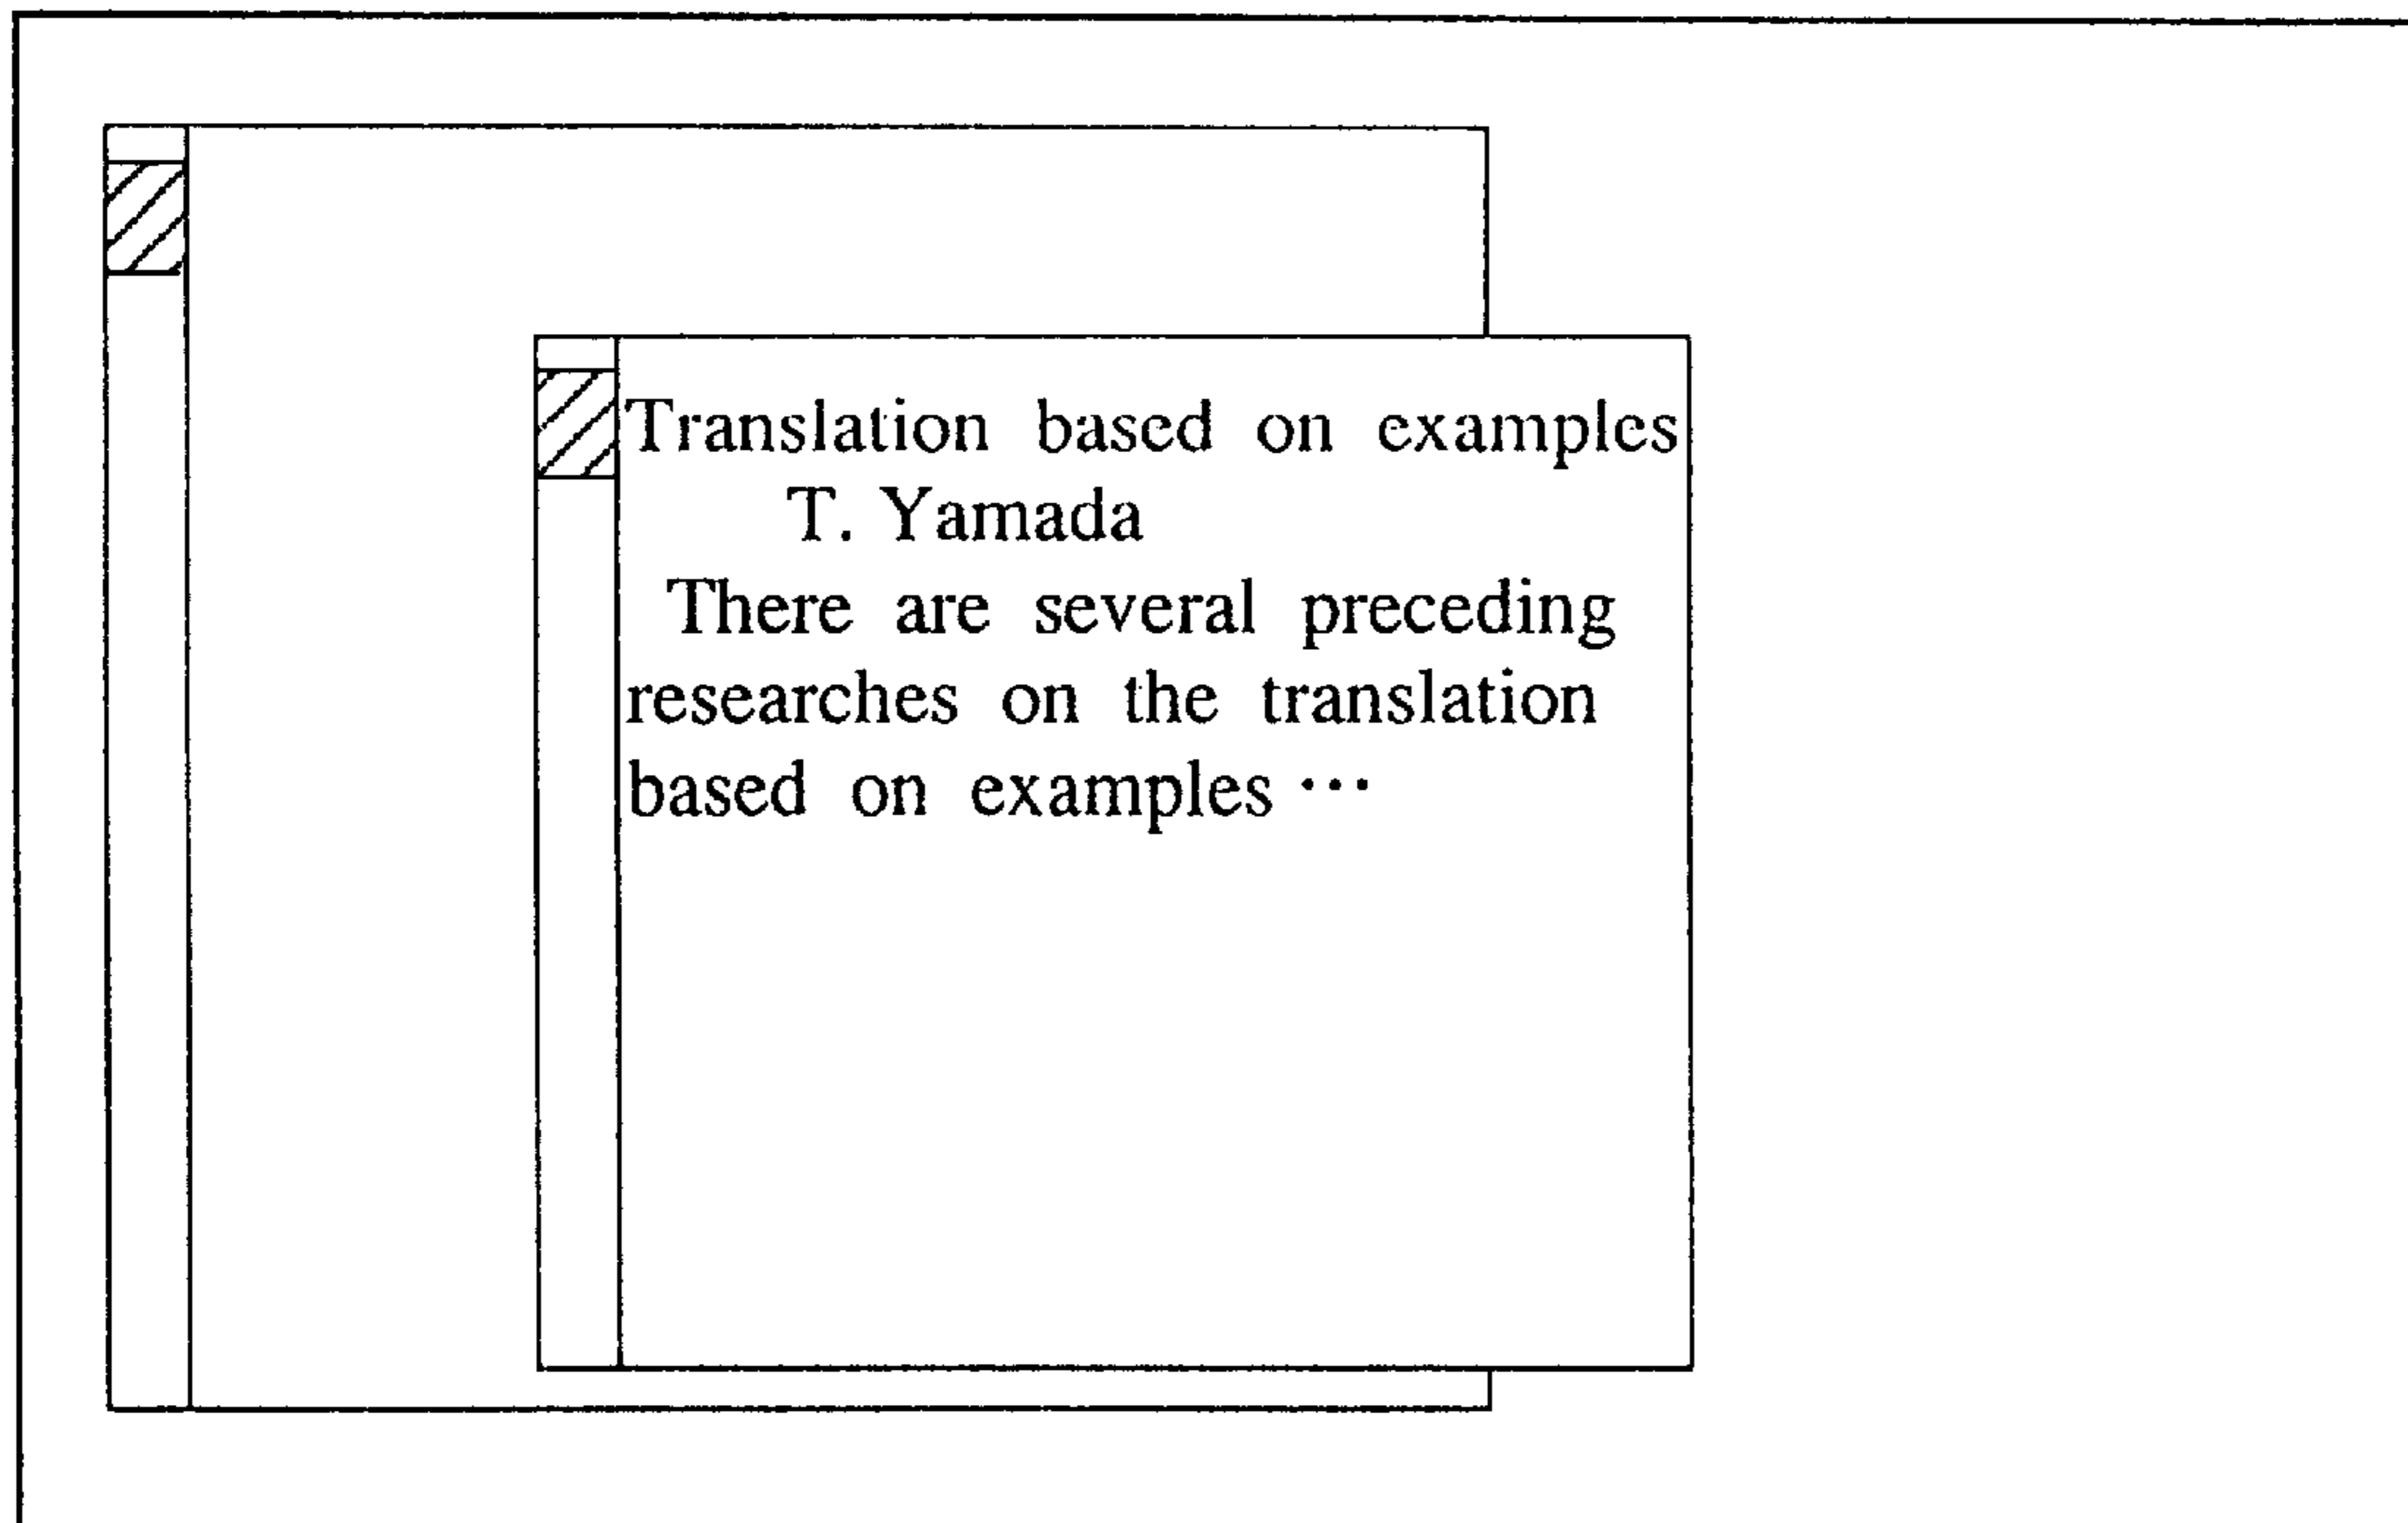 Translation based on examples
T. Yamada
There are several preceding
researches on the translation
based on examples ···